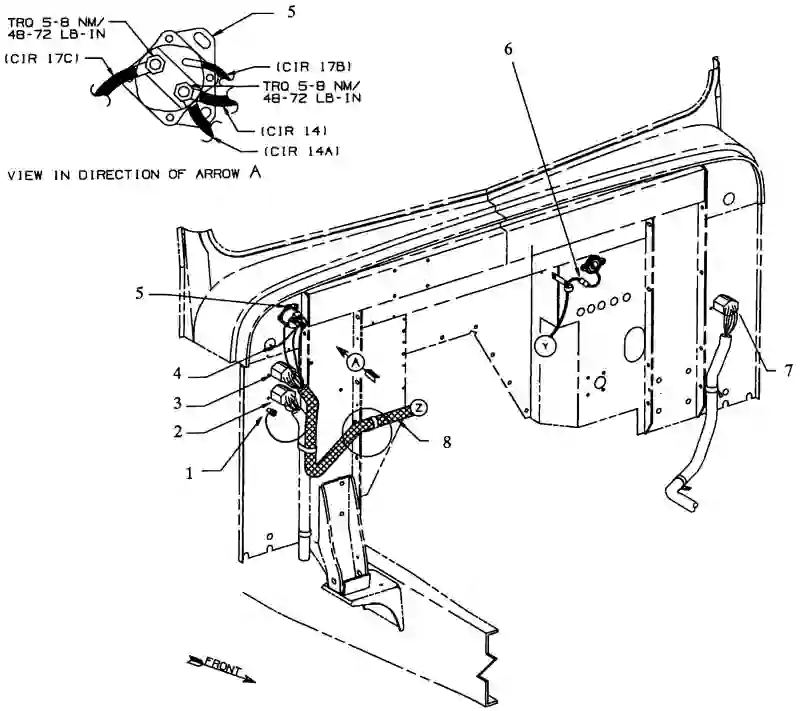 5
TRQ 5-8 NM/
48-72 LB-IN
(CIR 17C)
(CIR 17B)
TRQ 5-8 NM/
48-72 LB-IN
(CIR 14)
(CIR 14A)
VIEW IN DIRECTION OF ARROW A
6
5
4
3
2
1
A
Z
8
Y
7
FRONT